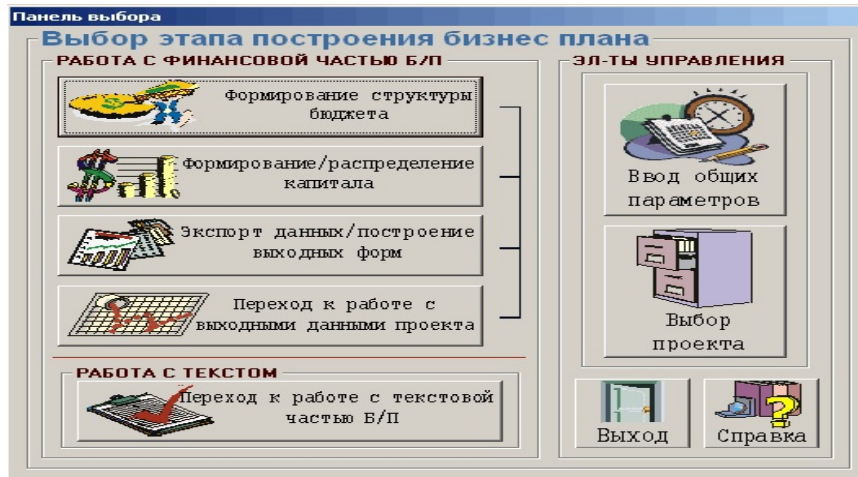 Панель выбора
Выбор этапа построения бизнес плана
РАБОТА С ФИНАНСОВОЙ ЧАСТЬЮ Б/П
Формирование структуры
бюджета
Формирование/распределение
капитала
Экспорт данных/построение
выходных форм
Переход к работе с
выходными данными проекта
РАБОТА С ТЕКСТОМ
Переход к работе с текстовой
частью Б/П
ЭЛ-ТЫ УПРАВЛЕНИЯ
Ввод общих
параметров
Выбор
проекта
Выход
Справка